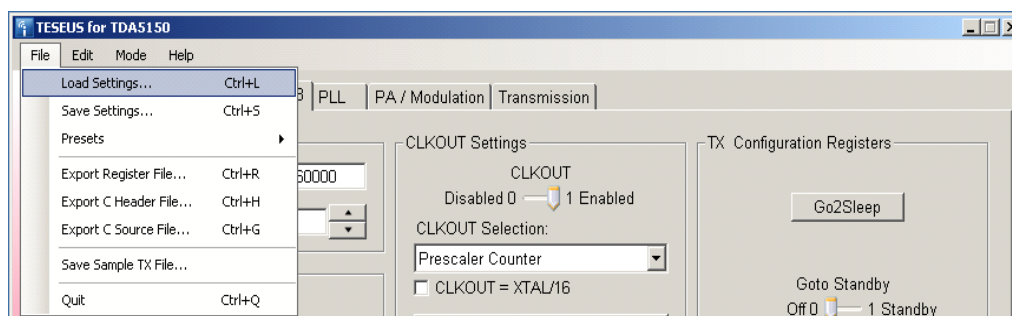 TESEUS for TDA5150
File Edit Mode Help
Load Settings... Ctrl+L
Save Settings... Ctrl+S
Presets
Export Register File... Ctrl+R
Export C Header File... Ctrl+H
Export C Source File... Ctrl+G
Save Sample TX File...
Quit Ctrl+Q
PLL PA / Modulation Transmission
60000
CLKOUT Settings
CLKOUT
Disabled 0 1 Enabled
CLKOUT Selection:
Prescaler Counter
CLKOUT = XTAL/16
TX Configuration Registers
Go2Sleep
Goto Standby
Off 0 1 Standby